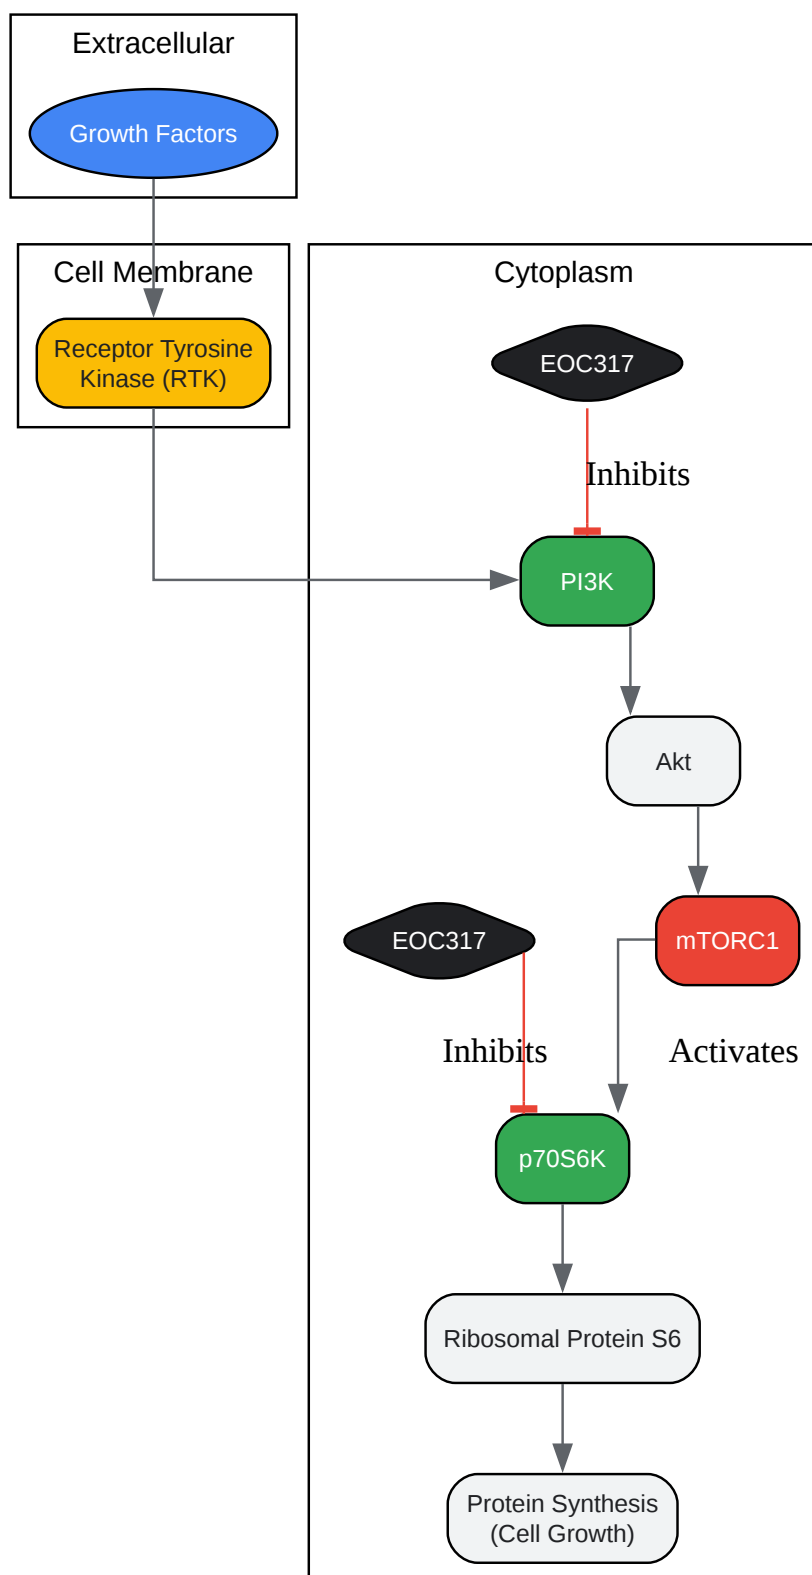 Extracellular
Growth Factors
Cell Membrane
Receptor Tyrosine
Kinase (RTK)
Cytoplasm
EOC317
Inhibits
PI3K
Akt
EOC317
mTORC1
Inhibits
Activates
p70S6K
Ribosomal Protein S6
Protein Synthesis
(Cell Growth)